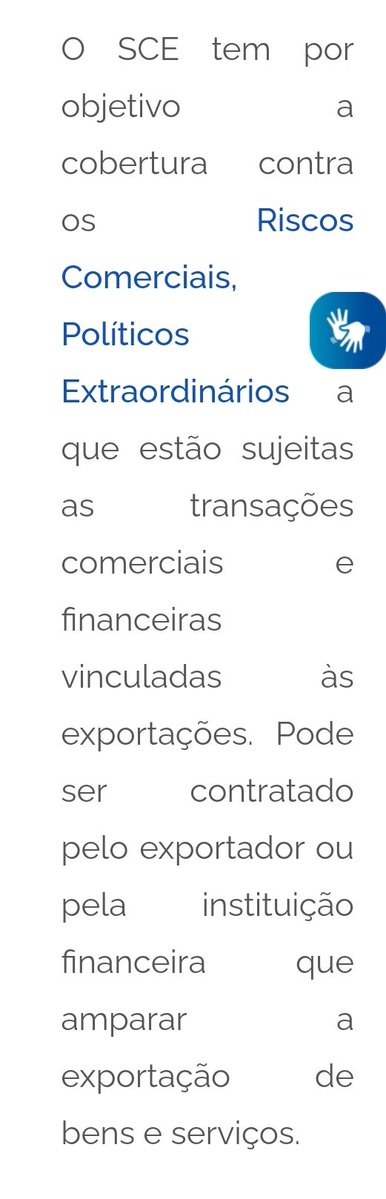 O SCE tem por
objetivo a
cobertura contra
os Riscos
Comerciais,
Políticos
Extraordinários a
que estão sujeitas
as transações
comerciais e
financeiras
vinculadas às
exportações. Pode
ser contratado
pelo exportador ou
pela instituição
financeira que
amparar a
exportação de
bens e serviços.